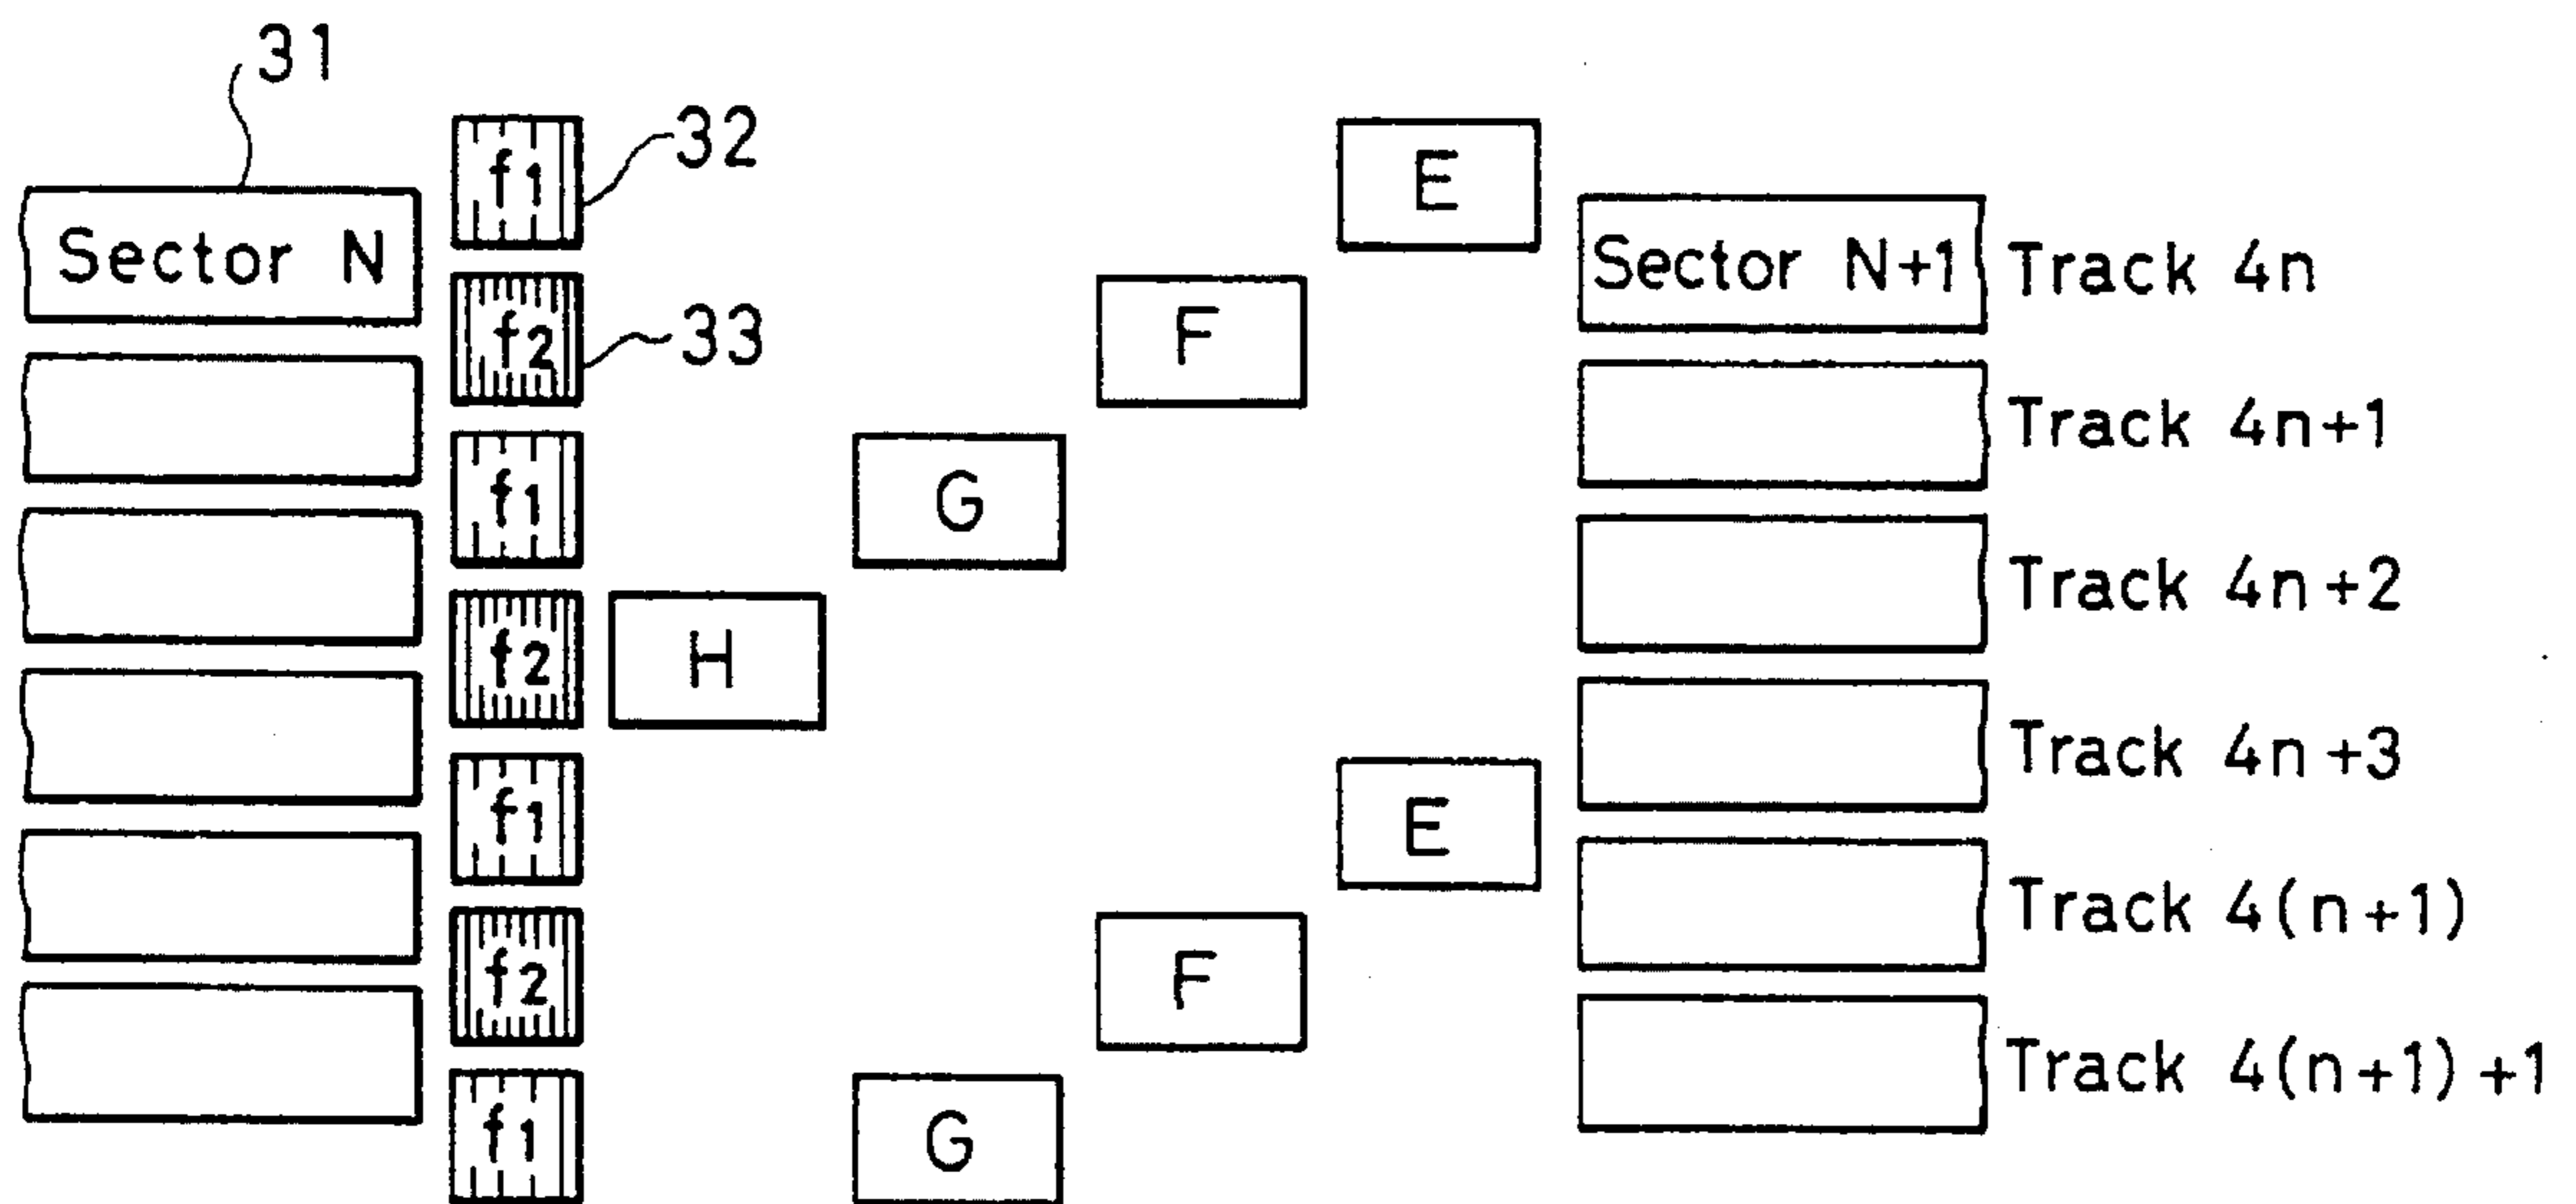 31
f1 32 E
Sector N Sector N+1 Track 4n
f2 33 F
Track 4n+1
f1 G
Track 4n+2
f2 H
Track 4n+3
f1 E
Track 4(n+1)
f2 F
Track 4(n+1)+1
f1 G